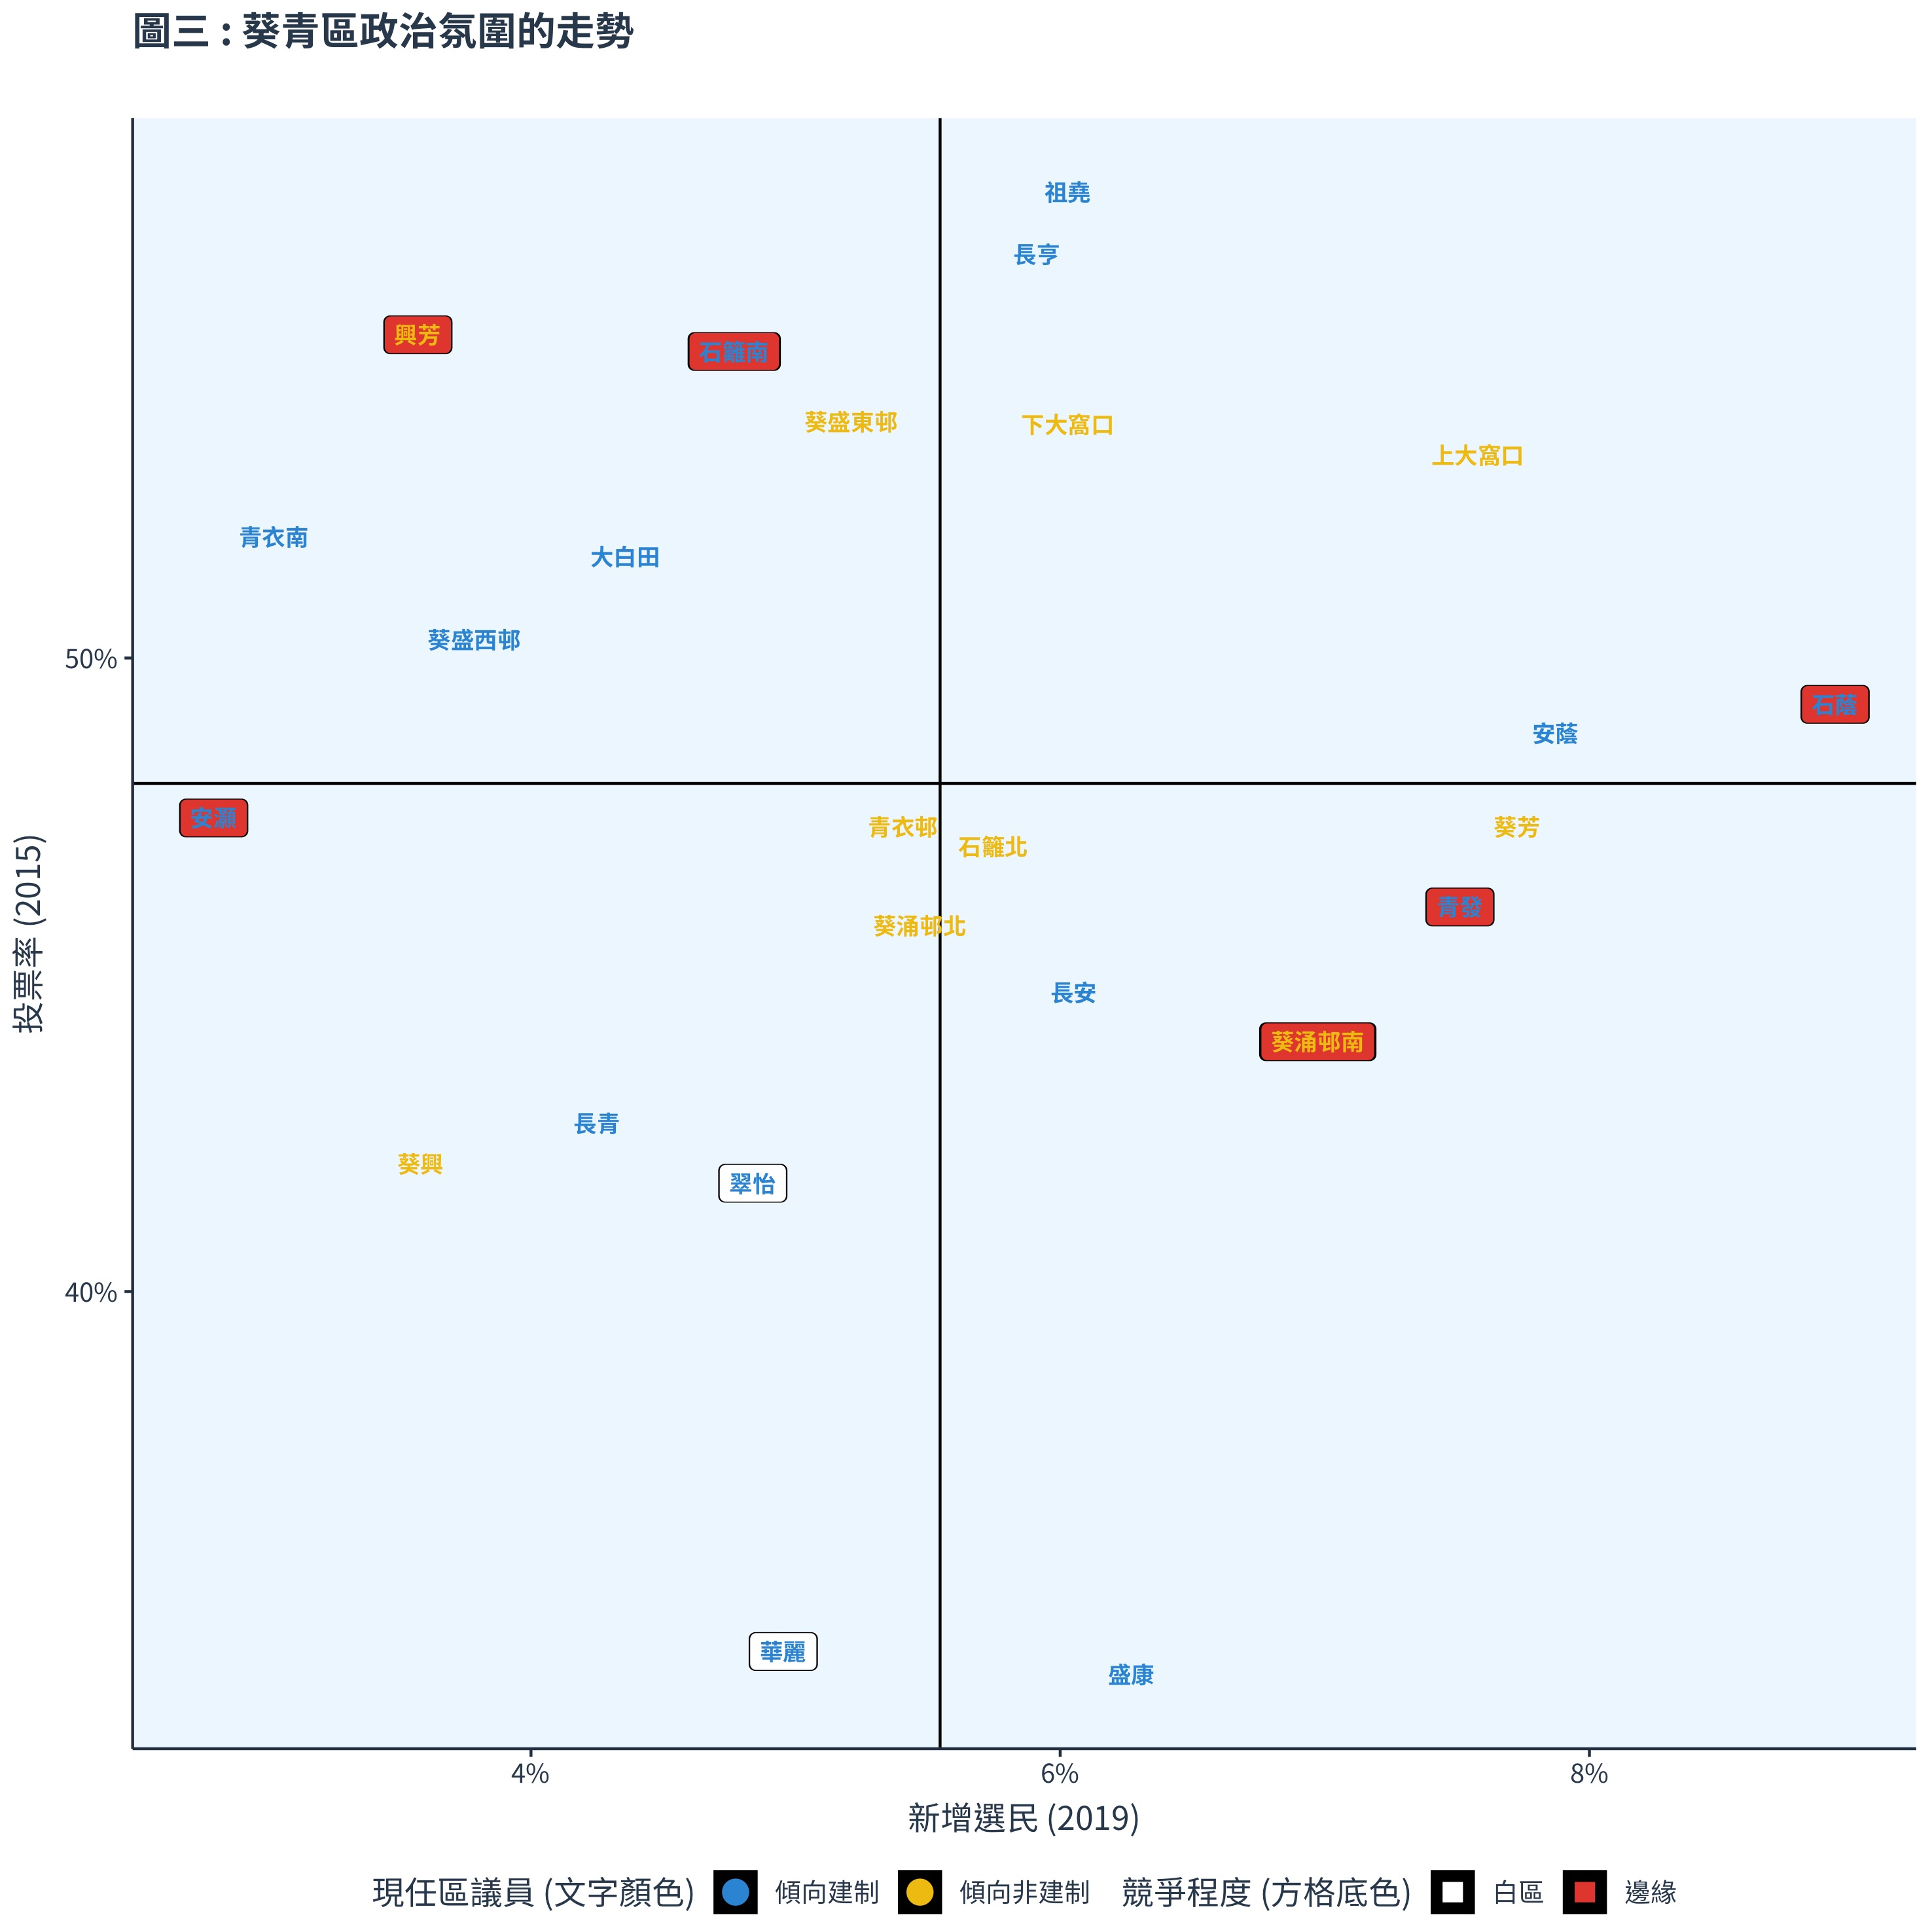 圖三：葵青區政治氛圍的走勢
祖堯
長亨
興芳
石籬南
葵盛東邨
下大窩口
上大窩口
青衣南
大白田
葵盛西邨
50%
石蔭
安蔭
安灝
青衣邨
石籬北
葵芳
青發
葵涌邨北
長安
葵涌邨南
長青
葵興
翠怡
40%
華麗
盛康
投票率 (2015)
4%
6%
8%
新增選民 (2019)
現任區議員 (文字顏色) 傾向建制 傾向非建制 競爭程度 (方格底色) 白區 邊緣